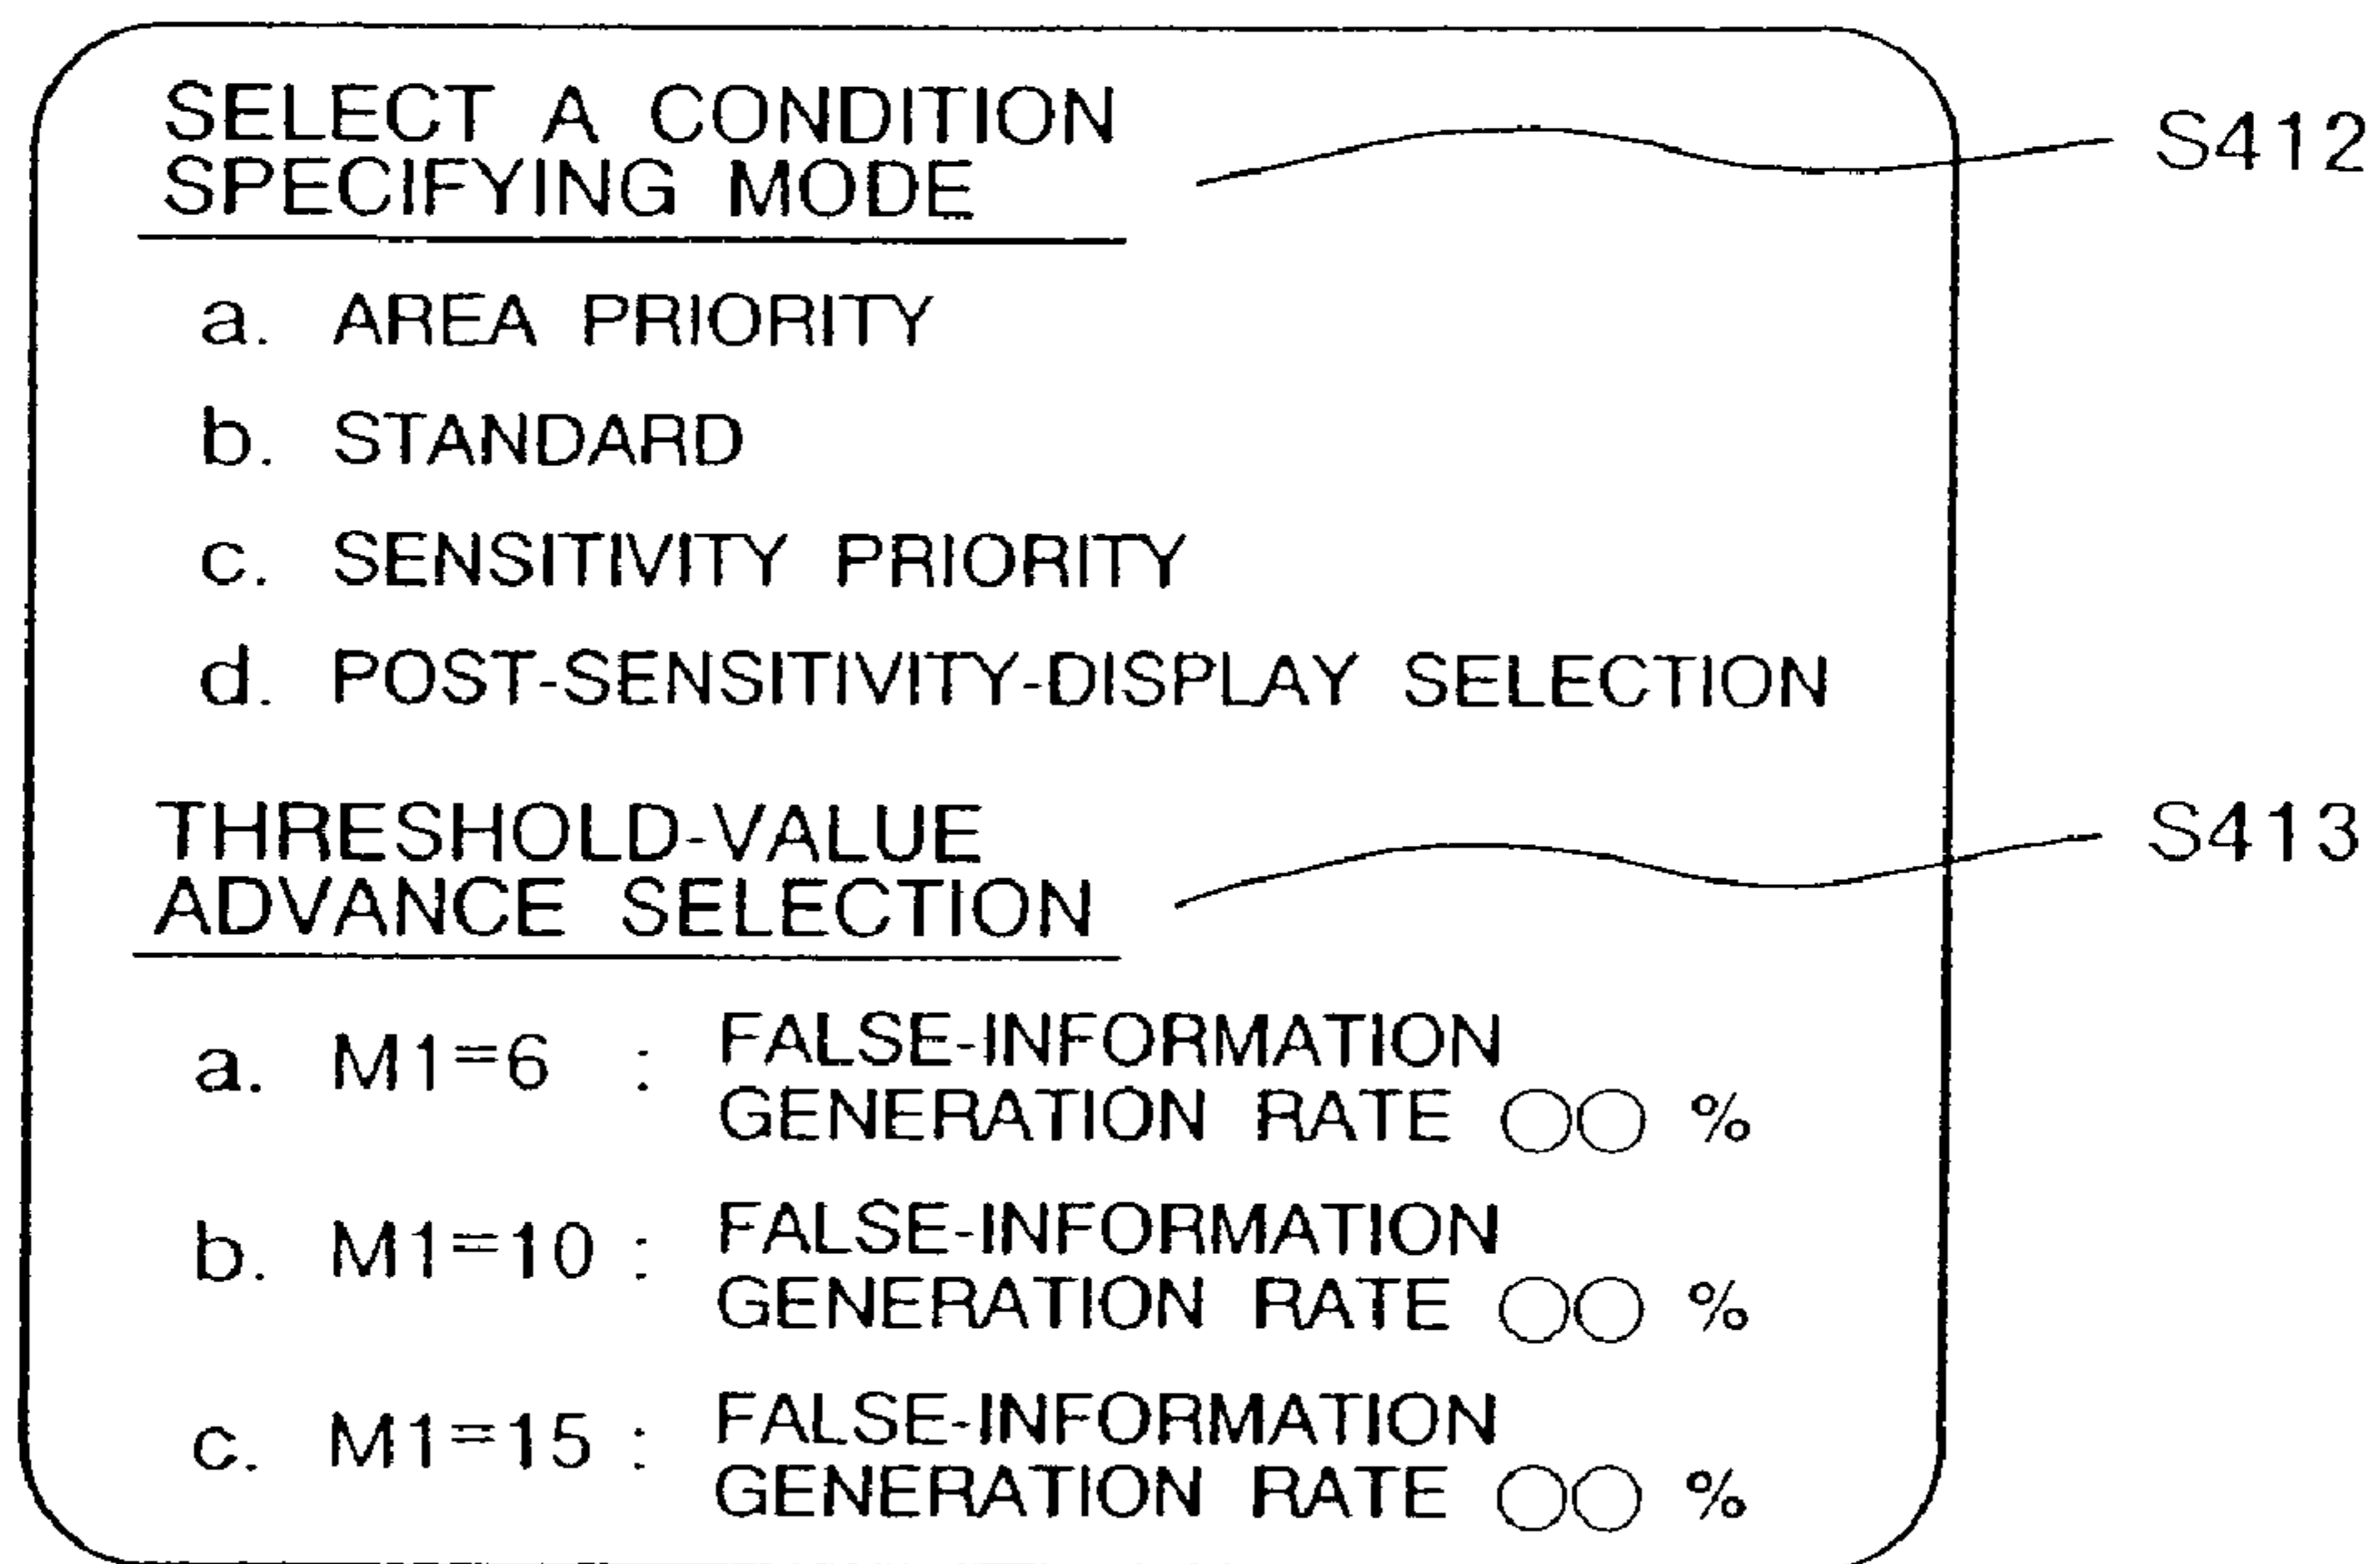 SELECT A CONDITION
SPECIFYING MODE
S412
a. AREA PRIORITY
b. STANDARD
c. SENSITIVITY PRIORITY
d. POST-SENSITIVITY-DISPLAY SELECTION
THRESHOLD-VALUE
ADVANCE SELECTION
S413
a. M1=6 : FALSE-INFORMATION
GENERATION RATE ○○ %
b. M1=10 : FALSE-INFORMATION
GENERATION RATE ○○ %
c. M1=15 : FALSE-INFORMATION
GENERATION RATE ○○ %